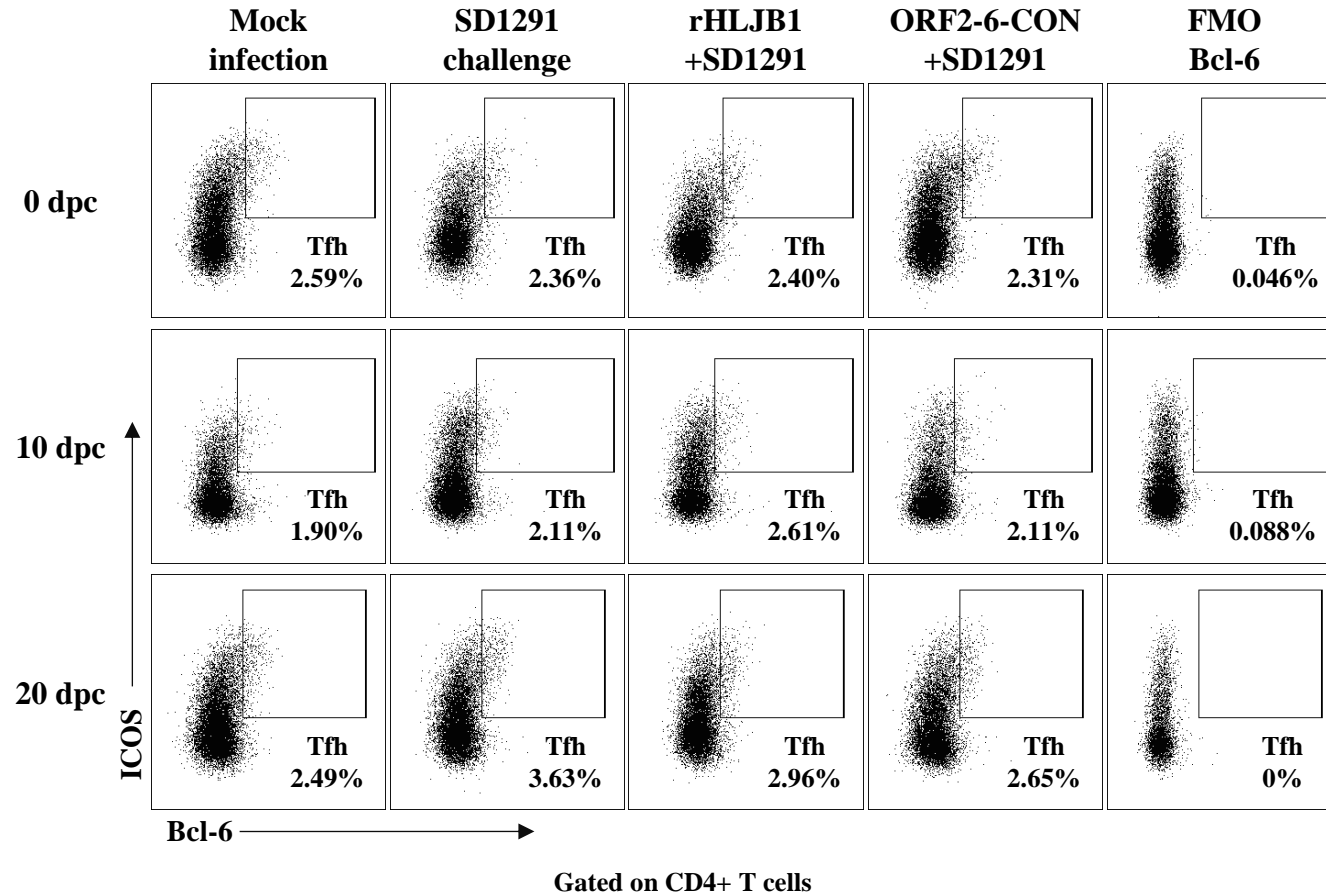 Mock
infection
SD1291
challenge
rHLJB1
+SD1291
ORF2-6-CON
+SD1291
FMO
Bcl-6
0 dpc
Tfh
2.59%
Tfh
2.36%
Tfh
2.40%
Tfh
2.31%
Tfh
0.046%
10 dpc
Tfh
1.90%
Tfh
2.11%
Tfh
2.61%
Tfh
2.11%
Tfh
0.088%
20 dpc
Tfh
2.49%
Tfh
3.63%
Tfh
2.96%
Tfh
2.65%
Tfh
0%
ICOS
Bcl-6
Gated on CD4+ T cells